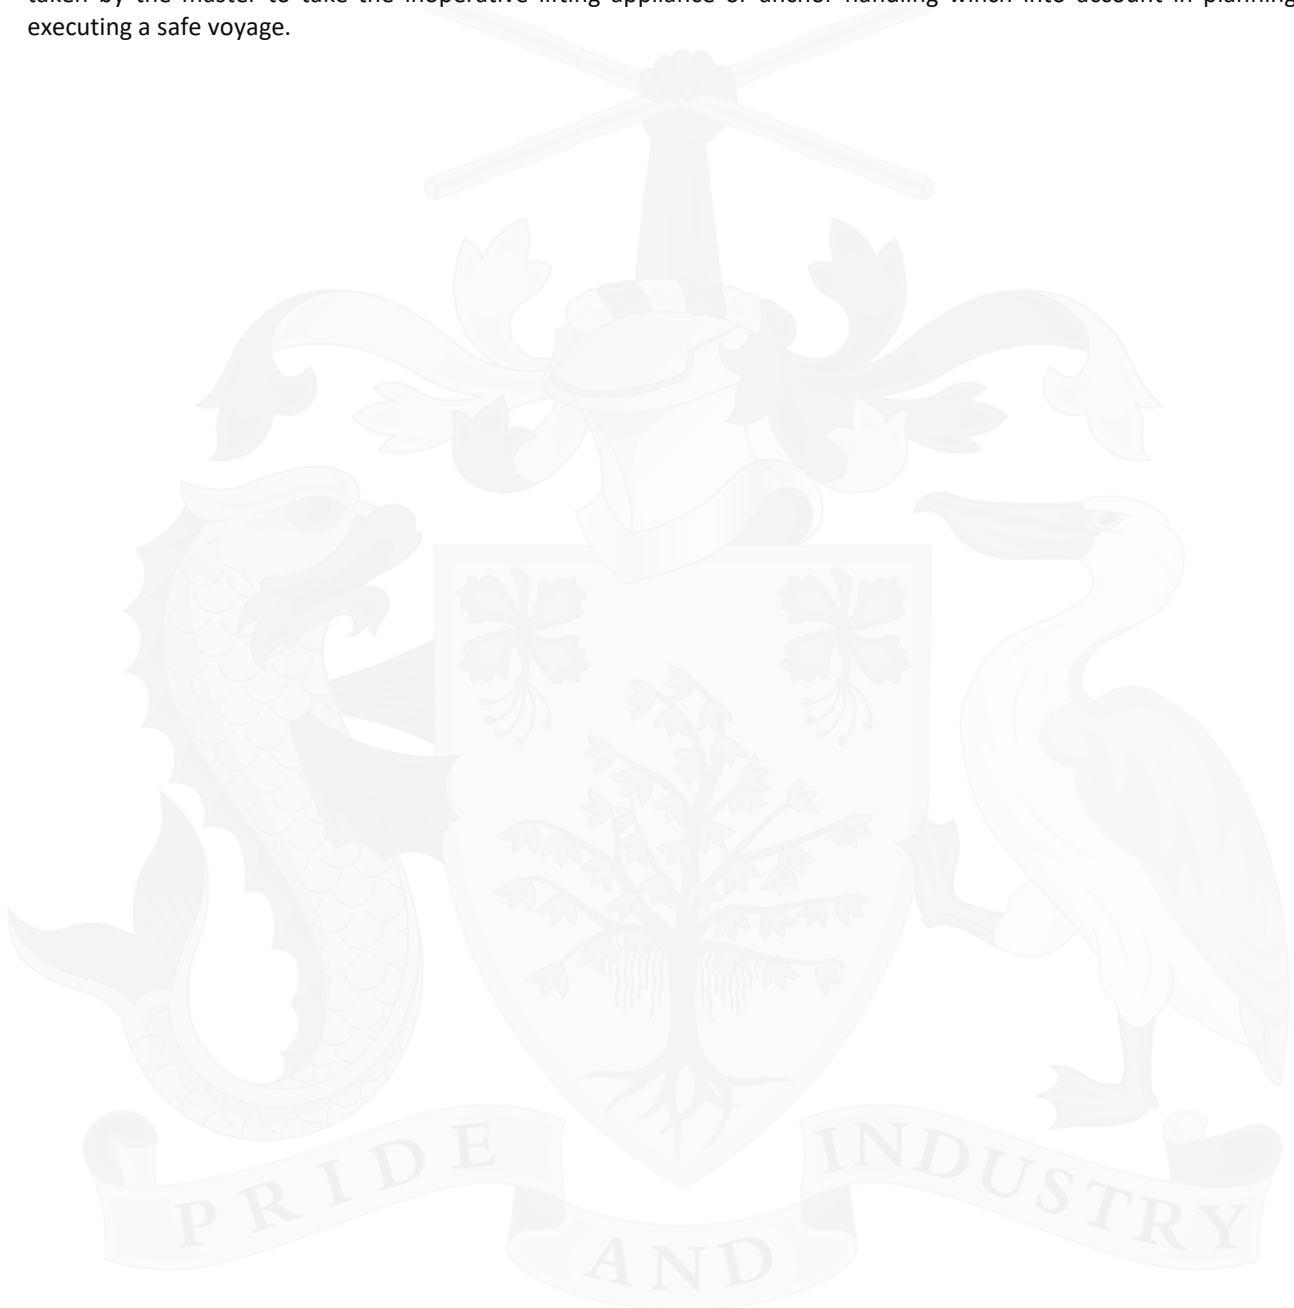 taken by the master to take the inoperative lifting appliance or anchor handling winch into account in planning
executing a safe voyage.
PRIDE AND INDUSTRY